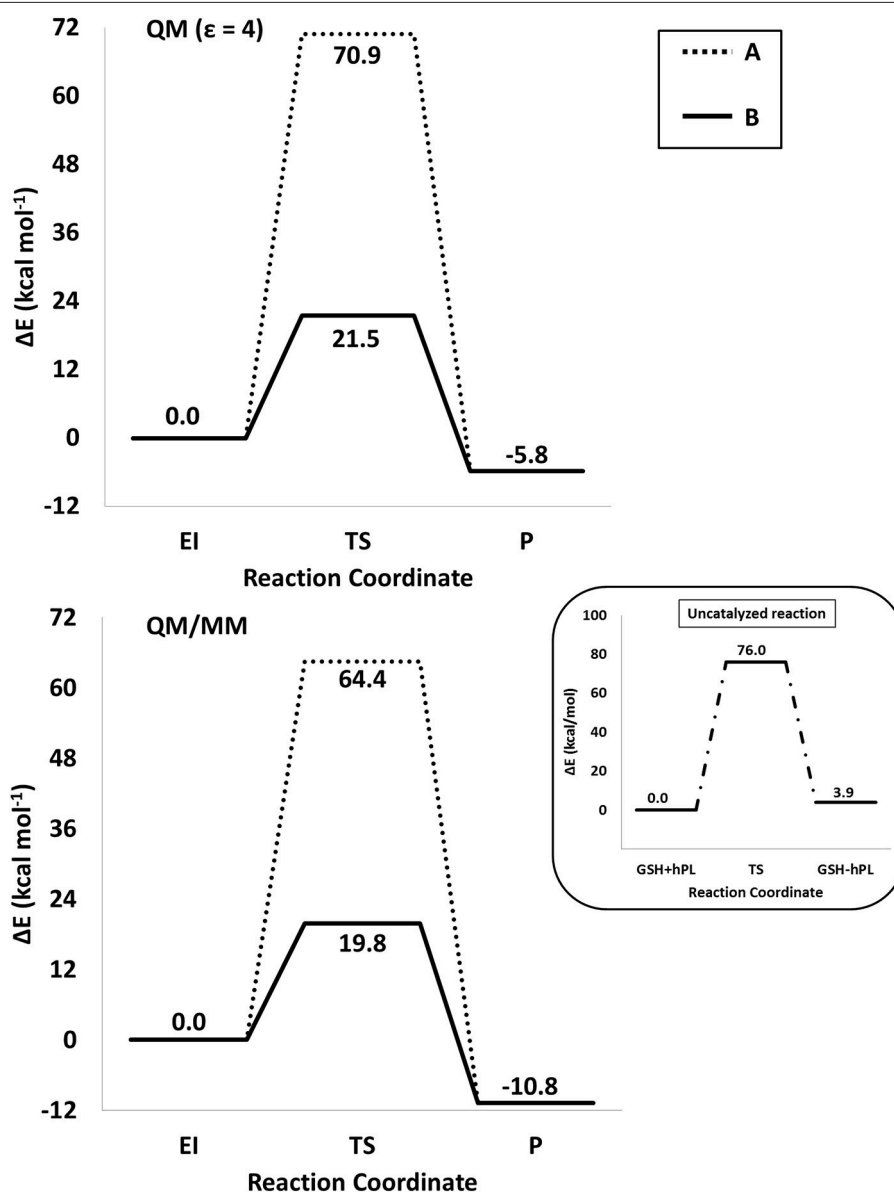 QM (ε = 4)
A
B
72
60
48
36
24
12
0
-12
ΔE (kcal mol⁻¹)
70.9
21.5
0.0
-5.8
EI TS P
Reaction Coordinate
QM/MM
72
60
48
36
24
12
0
-12
ΔE (kcal mol⁻¹)
64.4
19.8
0.0
-10.8
EI TS P
Reaction Coordinate
Uncatalyzed reaction
100
80
60
40
20
0
ΔE (kcal/mol)
76.0
0.0
3.9
GSH+hPL TS GSH-hPL
Reaction Coordinate